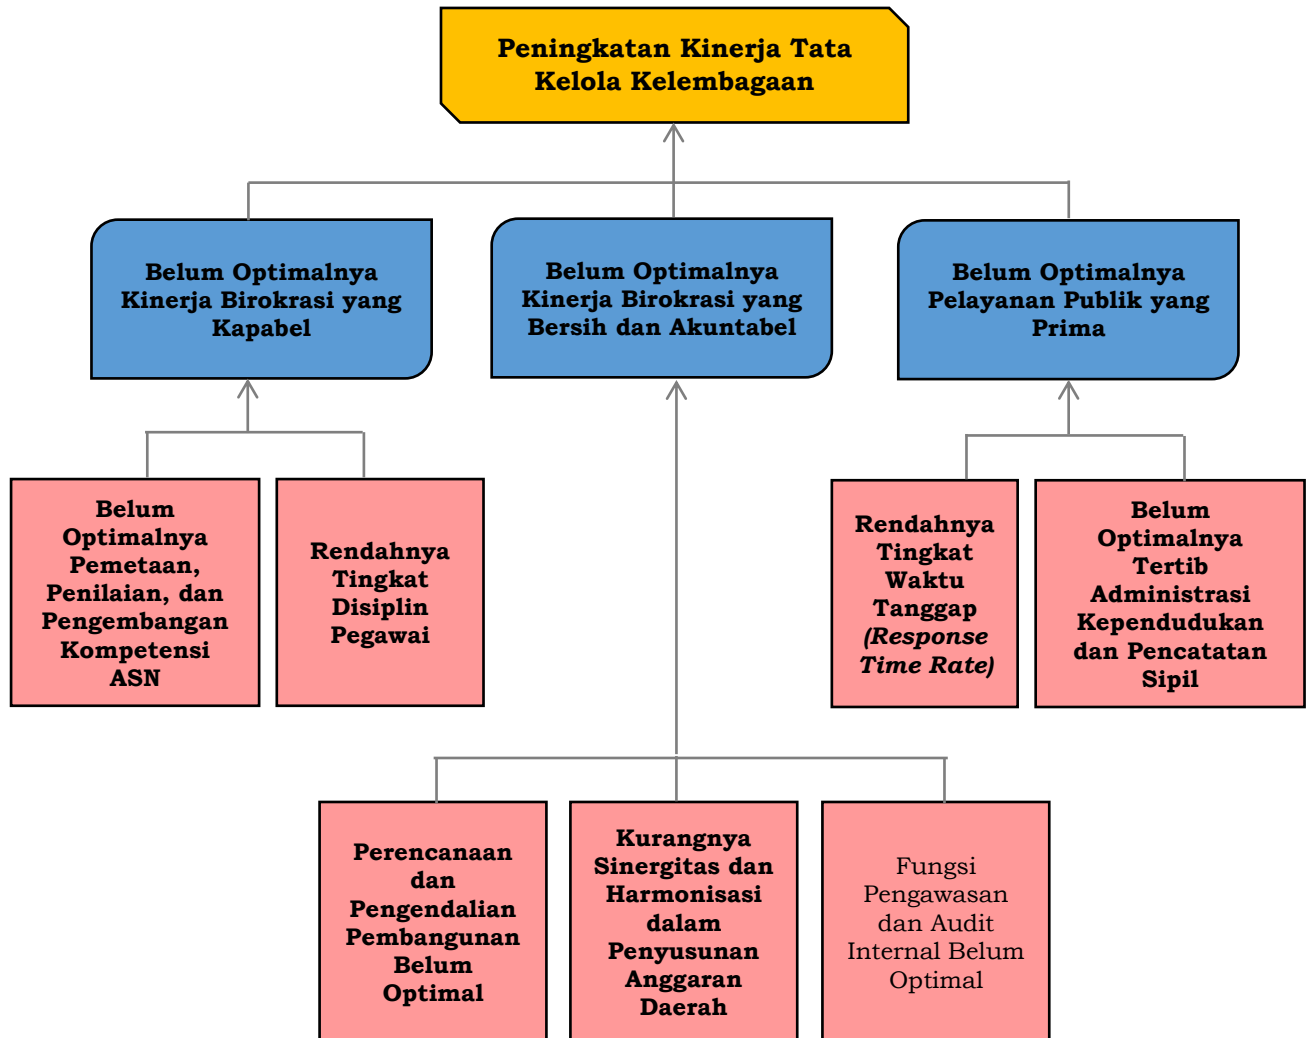 Peningkatan Kinerja Tata
Kelola Kelembagaan
Belum Optimalnya
Kinerja Birokrasi yang
Kapabel
Belum Optimalnya
Kinerja Birokrasi yang
Bersih dan Akuntabel
Belum Optimalnya
Pelayanan Publik yang
Prima
Belum
Optimalnya
Pemetaan,
Penilaian, dan
Pengembangan
Kompetensi
ASN
Rendahnya
Tingkat
Disiplin
Pegawai
Rendahnya
Tingkat
Waktu
Tanggap
(Response
Time Rate)
Belum
Optimalnya
Tertib
Administrasi
Kependudukan
dan Pencatatan
Sipil
Perencanaan
dan
Pengendalian
Pembangunan
Belum
Optimal
Kurangnya
Sinergitas dan
Harmonisasi
dalam
Penyusunan
Anggaran
Daerah
Fungsi
Pengawasan
dan Audit
Internal Belum
Optimal